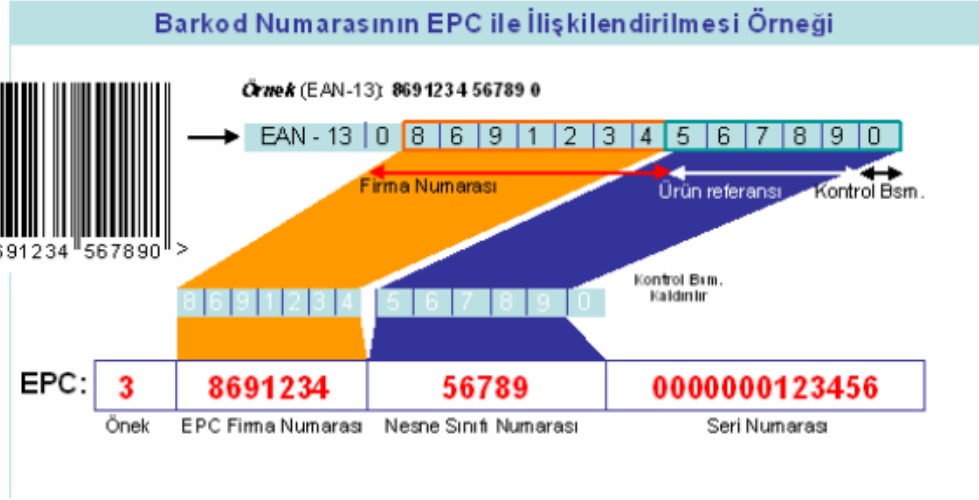 Barkod Numarasının EPC ile İlişkilendirilmesi Örneği
Örnek (EAN-13): 8691234 56789 0
EAN - 13 0 8 6 9 1 2 3 4 5 6 7 8 9 0
Firma Numarası Ürün referansı Kontrol Bsm.
691234 567890 >
Kontrol Bsm.
Kaldırılır
8 6 9 1 2 3 4 5 6 7 8 9 0
EPC: 3 8691234 56789 0000000123456
Önek EPC Firma Numarası Nesne Sınıfı Numarası Seri Numarası